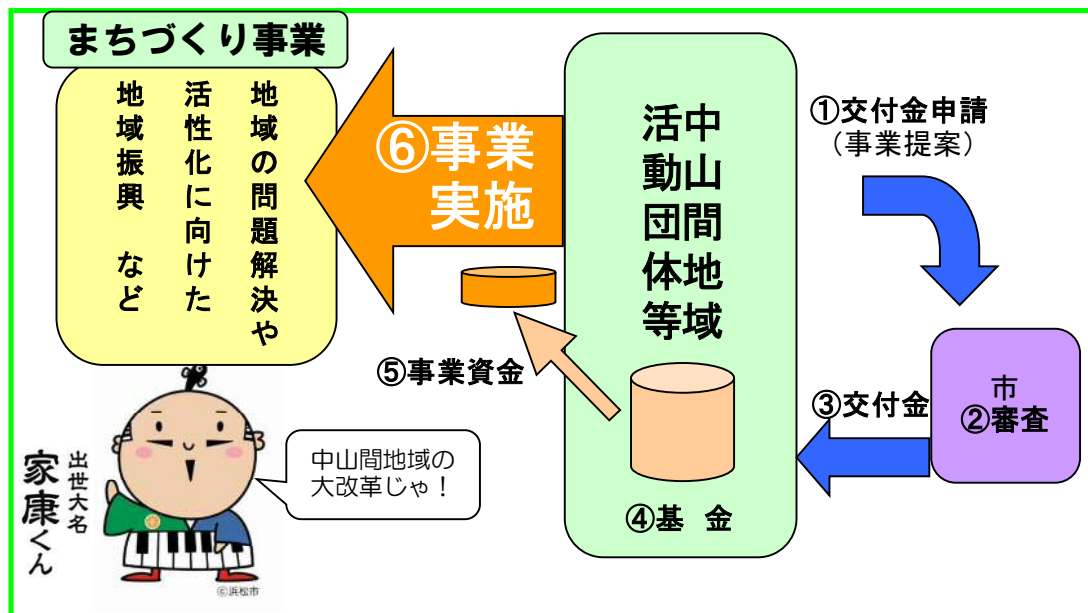 まちづくり事業
地域の問題解決や
活性化に向けた
地域振興　など
⑥事業
実施
中山間地域
活動団体等
①交付金申請
（事業提案）
市
②審査
③交付金
④基　金
⑤事業資金
中山間地域の
大改革じゃ！
出世大名
家康くん
©浜松市